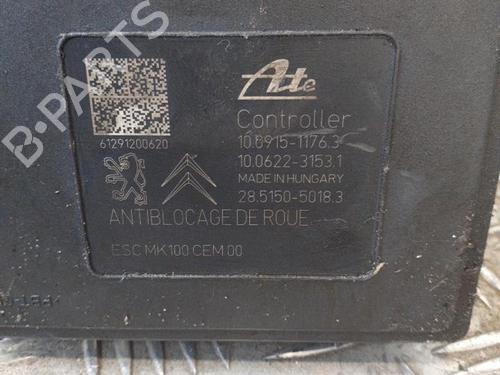 B-PARTS
Ate
Controller
61291200620
10.0915-1176.3
10.0622-3153.1
MADE IN HUNGARY
28.5150-5018.3
ANTIBLOCAGE DE ROUE
ESC MK100 CEM 00